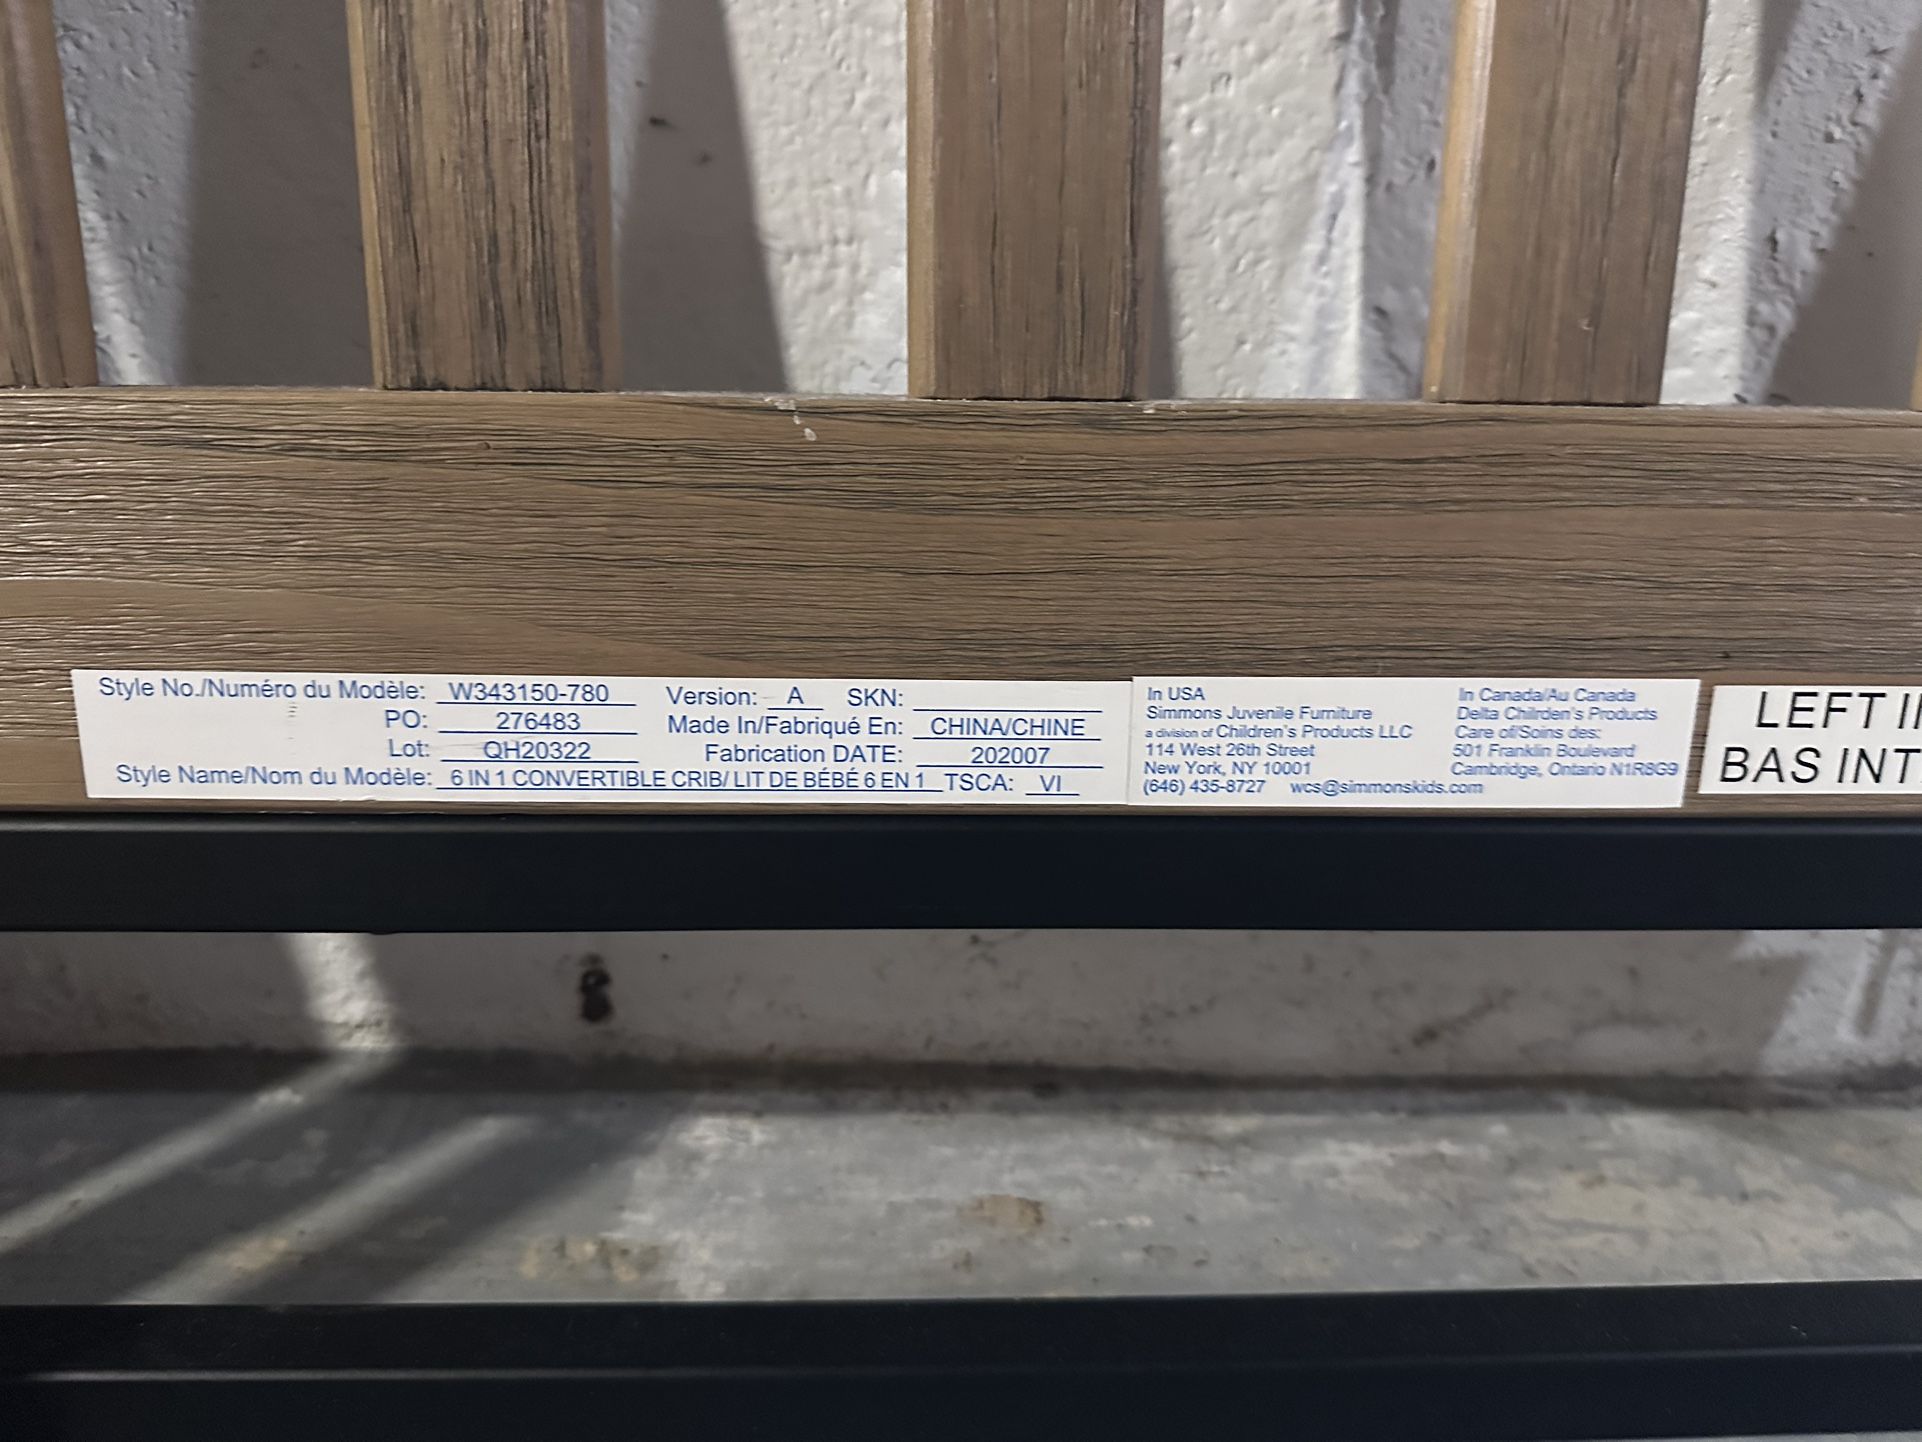 Style No./Numéro du Modèle: W343150-780 Version: A SKN:
PO: 276483 Made In/Fabriqué En: CHINA/CHINE
Lot: QH20322 Fabrication DATE: 202007
Style Name/Nom du Modèle: 6 IN 1 CONVERTIBLE CRIB/ LIT DE BÉBÉ 6 EN 1 TSCA: VI
In USA
Simmons Juvenile Furniture
a division of Children's Products LLC
114 West 26th Street
New York, NY 10001
(646) 435-8727 wcs@simmonskids.com
In Canada/Au Canada
Delta Chilrden's Products
Care of/Soins des:
501 Franklin Boulevard
Cambridge, Ontario N1R8G9
LEFT
BAS